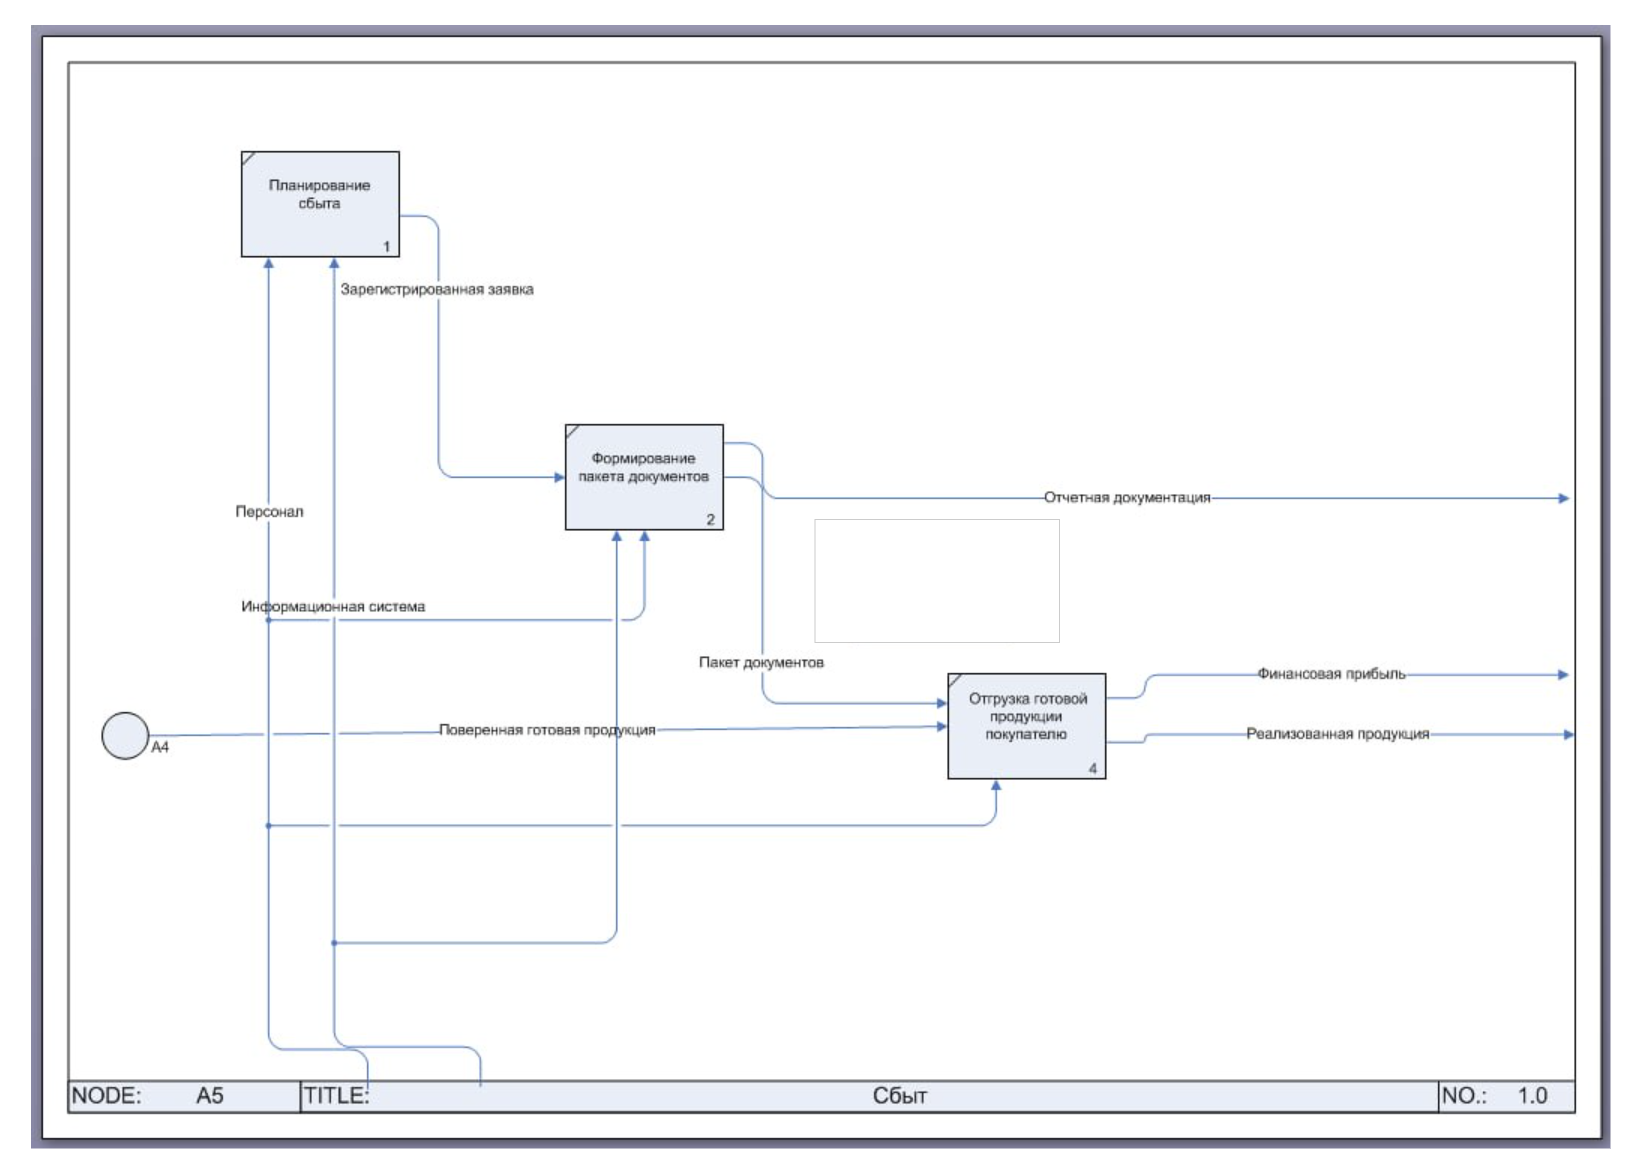 Планирование
сбыта
1
Зарегистрированная заявка
Формирование
пакета документов
2
Отчетная документация
Персонал
Информационная система
Пакет документов
Отгрузка готовой
продукции
покупателю
4
Финансовая прибыль
Поверенная готовая продукция
Реализованная продукция
A4
NODE: A5 TITLE: Сбыт NO.: 1.0